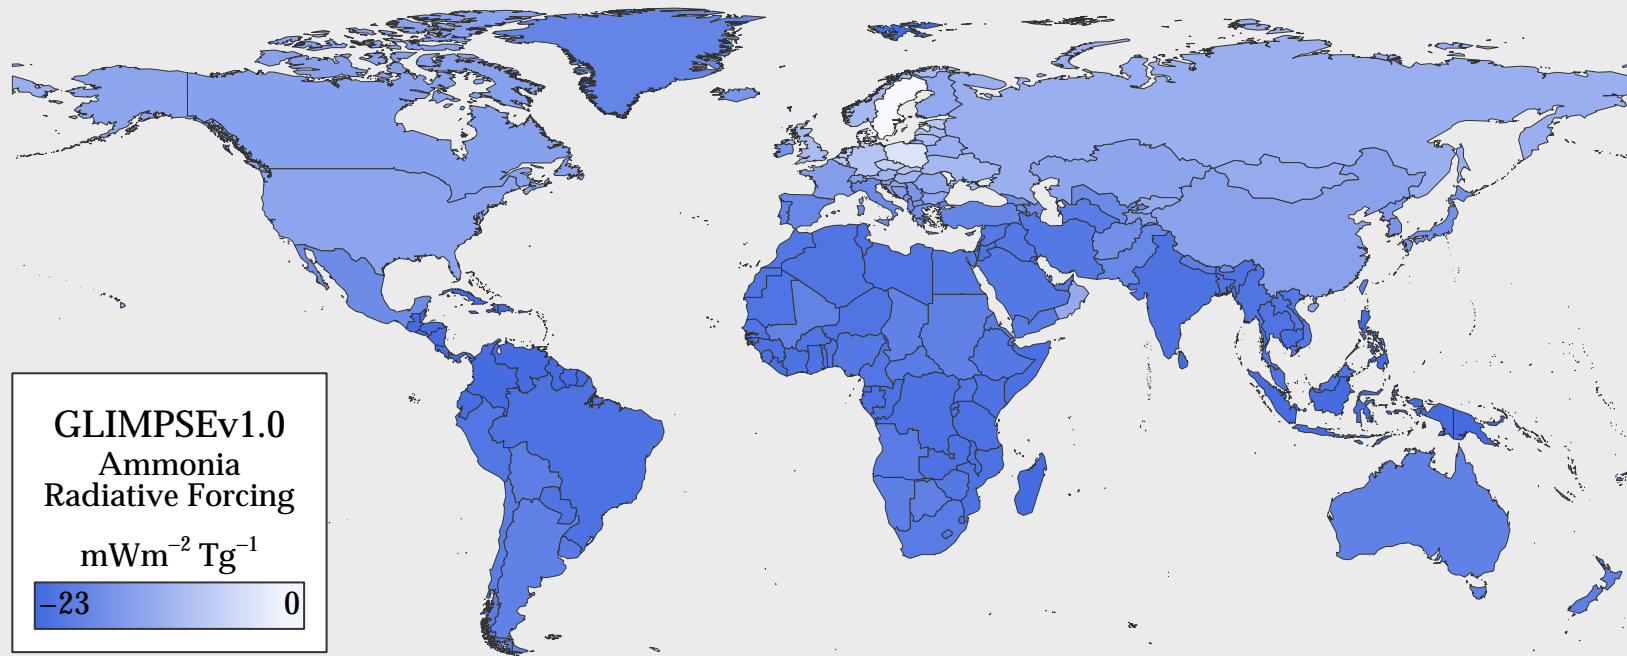 GLIMPSEv1.0
Ammonia
Radiative Forcing
mWm⁻² Tg⁻¹
−23 0